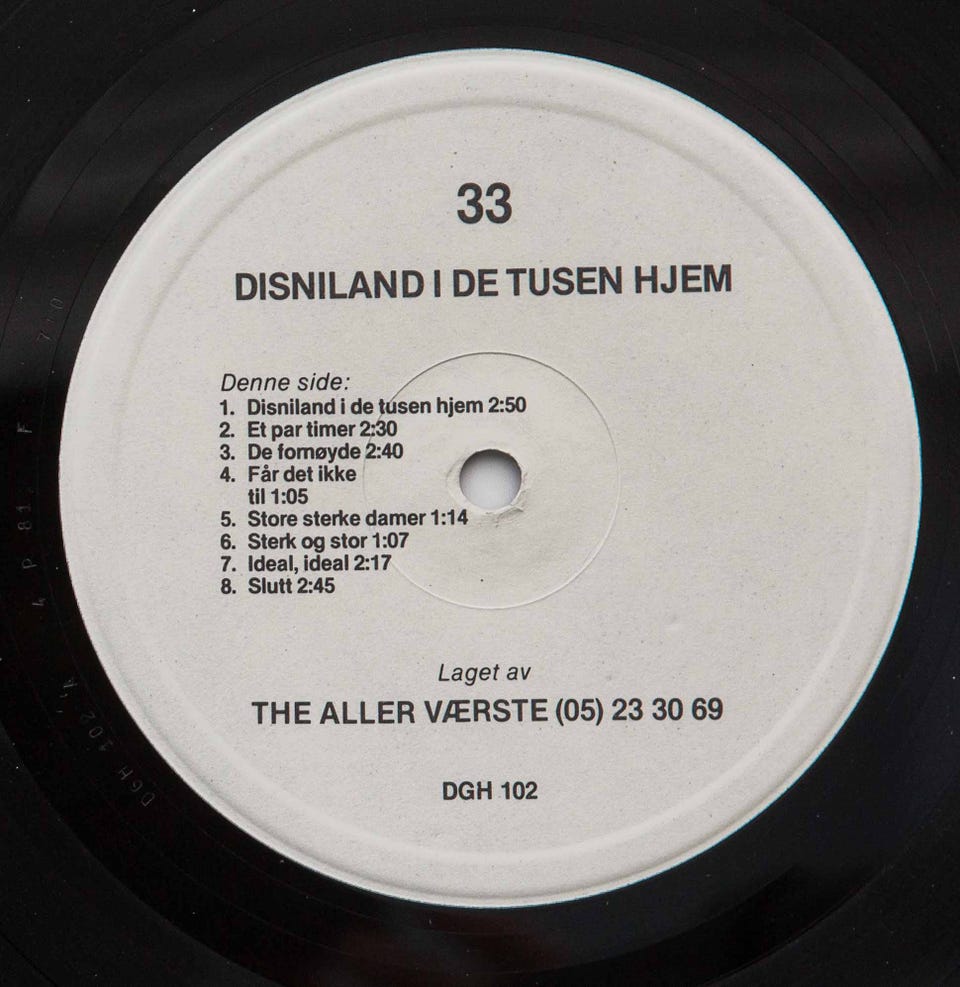 33
DISNILAND I DE TUSEN HJEM
Denne side:
1. Disniland i de tusen hjem 2:50
2. Et par timer 2:30
3. De fornøyde 2:40
4. Får det ikke
til 1:05
5. Store sterke damer 1:14
6. Sterk og stor 1:07
7. Ideal, ideal 2:17
8. Slutt 2:45
Laget av
THE ALLER VÆRSTE (05) 23 30 69
DGH 102
DGH 102 'A